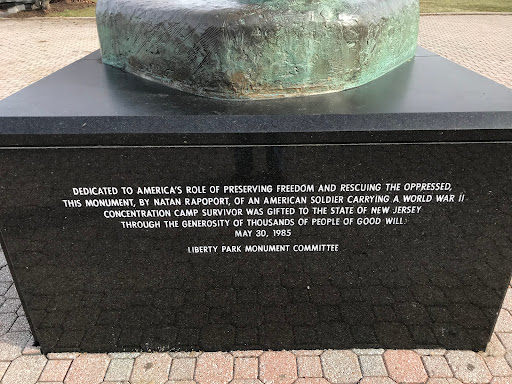 DEDICATED TO AMERICA'S ROLE OF PRESERVING FREEDOM AND RESCUING THE OPPRESSED,
THIS MONUMENT, BY NATAN RAPOPORT, OF AN AMERICAN SOLDIER CARRYING A WORLD WAR II
CONCENTRATION CAMP SURVIVOR WAS GIFTED TO THE STATE OF NEW JERSEY
THROUGH THE GENEROSITY OF THOUSANDS OF PEOPLE OF GOOD WILL.
MAY 30, 1985
LIBERTY PARK MONUMENT COMMITTEE